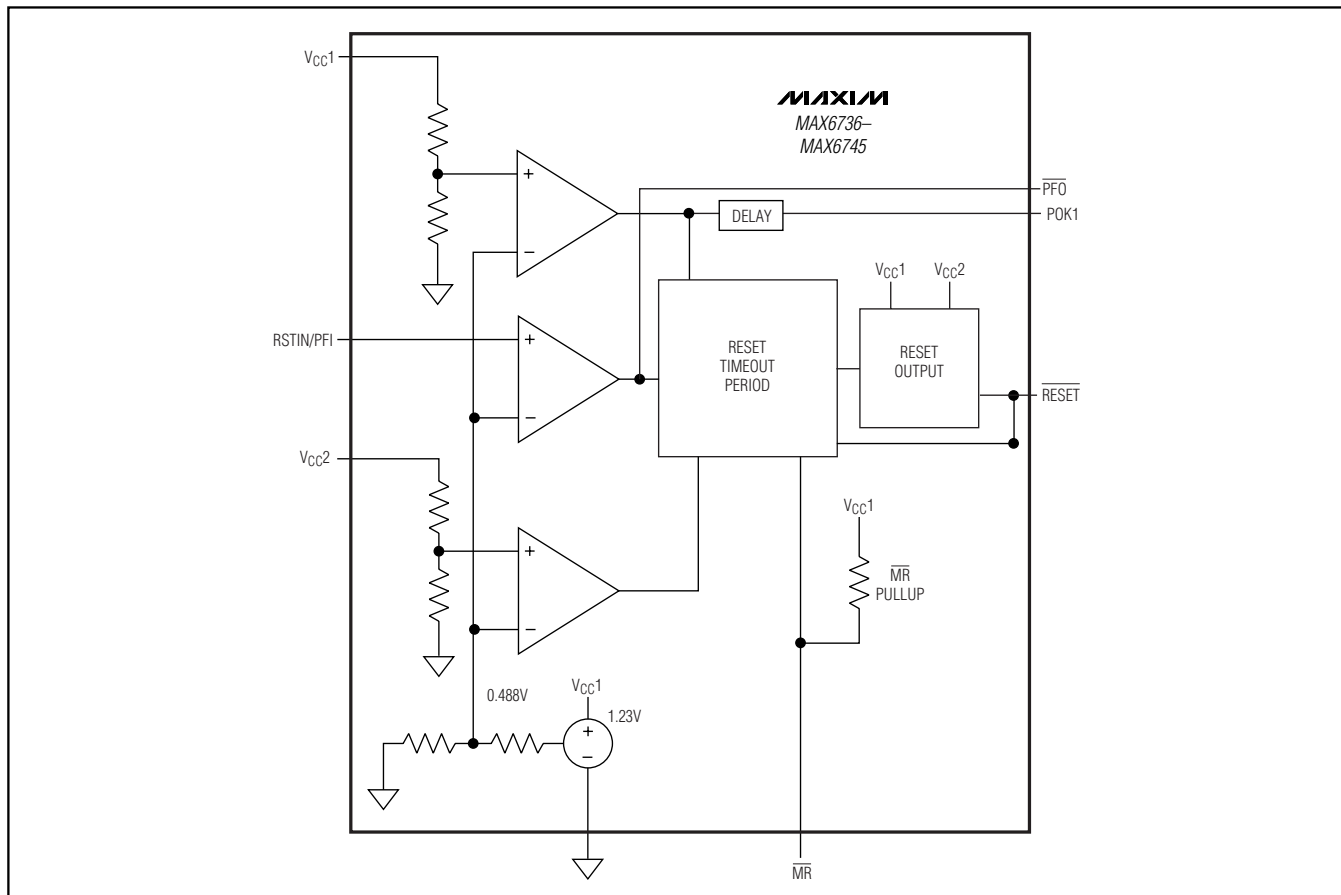 VCC1
MAXIM
MAX6736–
MAX6745
+
−
PFO
DELAY
POK1
VCC1
VCC2
RSTIN/PFI
+
−
RESET
TIMEOUT
PERIOD
RESET
OUTPUT
RESET
VCC2
VCC1
+
−
MR
PULLUP
0.488V
VCC1
1.23V
+
−
MR